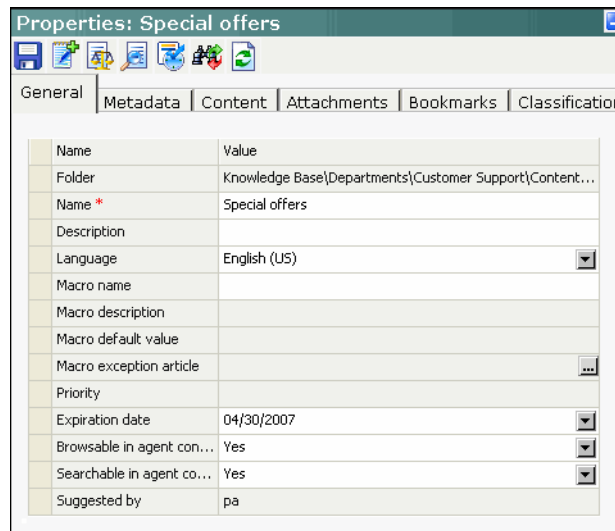 Properties: Special offers
General Metadata Content Attachments Bookmarks Classificatio
Name Value
Folder Knowledge Base\Departments\Customer Support\Content...
Name * Special offers
Description
Language English (US)
Macro name
Macro description
Macro default value
Macro exception article ...
Priority
Expiration date 04/30/2007
Browsable in agent con... Yes
Searchable in agent co... Yes
Suggested by pa